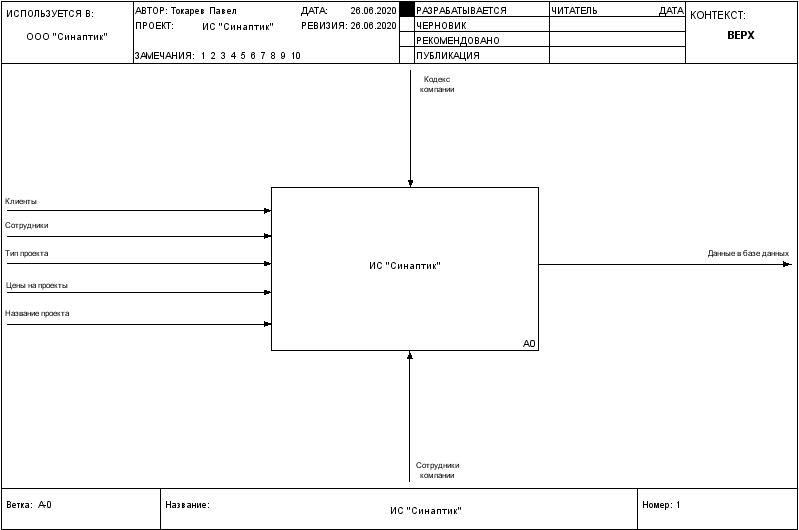 ИСПОЛЬЗУЕТСЯ В:
ООО "Синаптик"
АВТОР: Токарев Павел
ДАТА: 26.06.2020
ПРОЕКТ: ИС "Синаптик"
РЕВИЗИЯ: 26.06.2020
ЗАМЕЧАНИЯ: 1 2 3 4 5 6 7 8 9 10
РАЗРАБАТЫВАЕТСЯ
ЧЕРНОВИК
РЕКОМЕНДОВАНО
ПУБЛИКАЦИЯ
ЧИТАТЕЛЬ ДАТА
КОНТЕКСТ:
ВЕРХ
Кодекс
компании
Клиенты
Сотрудники
Тип проекта
Цены на проекты
Название проекта
ИС "Синаптик"
A0
Данные в базе данных
Сотрудники
компании
Ветка: A-0
Название: ИС "Синаптик"
Номер: 1